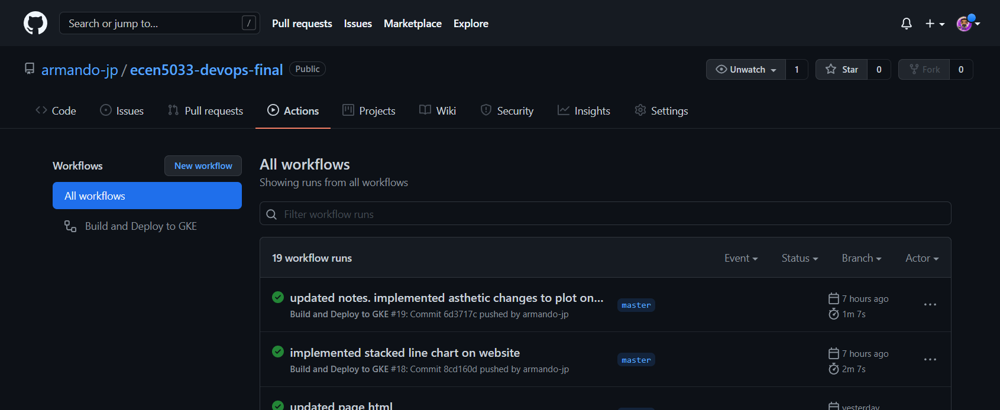 Search or jump to... /
Pull requests Issues Marketplace Explore
armando-jp / ecen5033-devops-final Public
Unwatch 1 Star 0 Fork 0
Code Issues Pull requests Actions Projects Wiki Security Insights Settings
Workflows
New workflow
All workflows
Build and Deploy to GKE
All workflows
Showing runs from all workflows
Filter workflow runs
19 workflow runs
Event Status Branch Actor
updated notes. implemented asthetic changes to plot on...
Build and Deploy to GKE #19: Commit 6d3717c pushed by armando-jp
master
7 hours ago
1m 7s
implemented stacked line chart on website
Build and Deploy to GKE #18: Commit 8cd160d pushed by armando-jp
master
7 hours ago
2m 7s
updated page html
yesterday